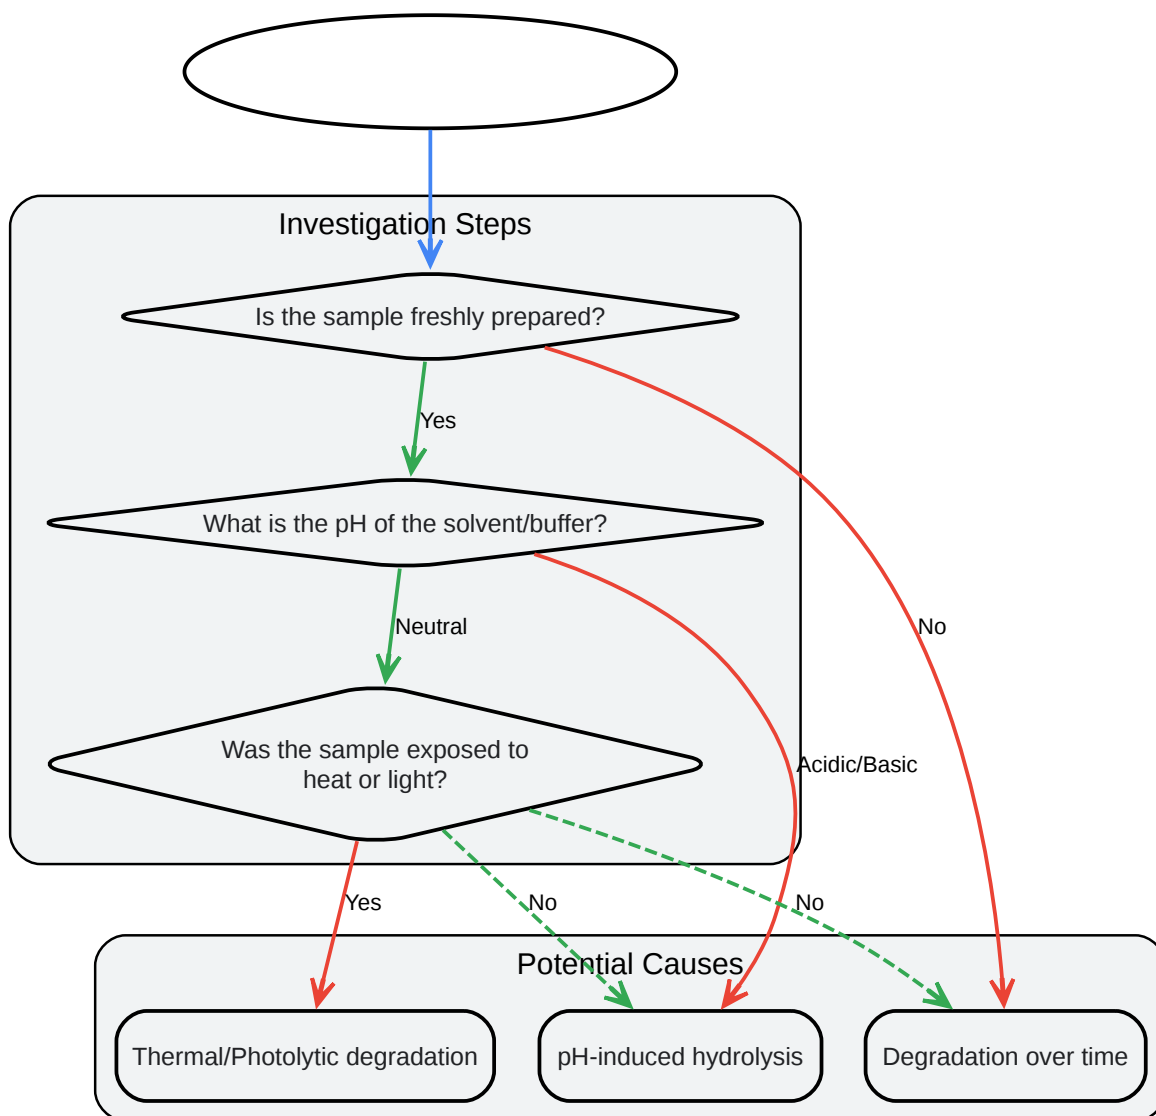 Investigation Steps
Is the sample freshly prepared?
Yes
What is the pH of the solvent/buffer?
Neutral
No
Was the sample exposed to
heat or light?
Acidic/Basic
Yes
No
No
Potential Causes
Thermal/Photolytic degradation
pH-induced hydrolysis
Degradation over time